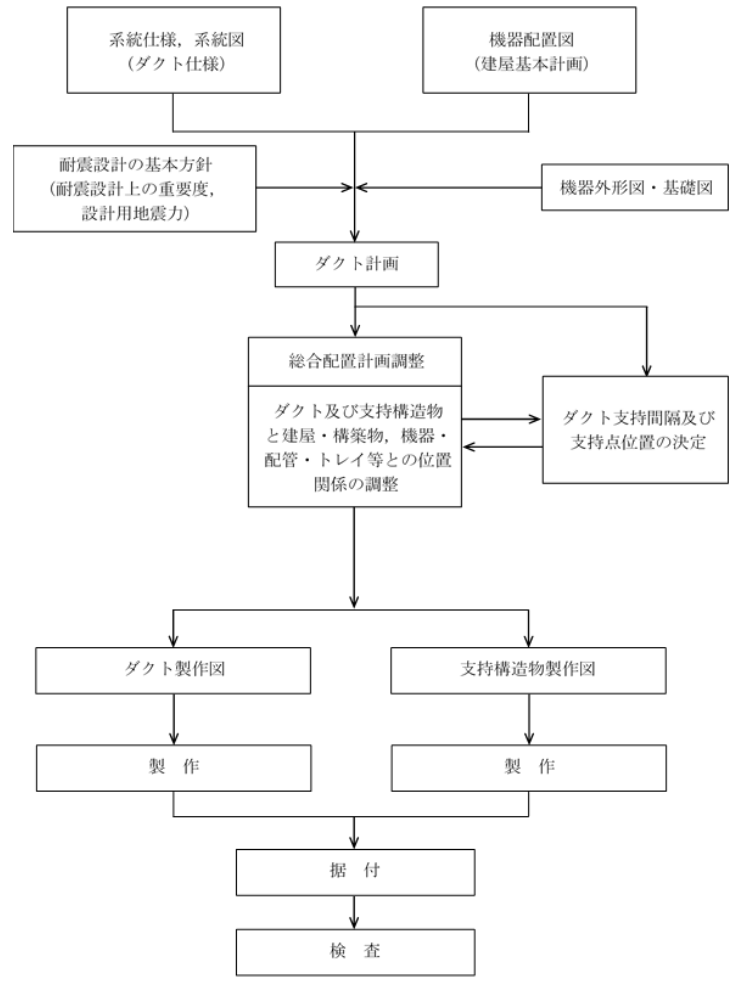 系統仕様，系統図
（ダクト仕様）
機器配置図
（建屋基本計画）
耐震設計の基本方針
（耐震設計上の重要度，
設計用地震力）
機器外形図・基礎図
ダクト計画
総合配置計画調整
ダクト及び支持構造物
と建屋・構築物，機器・
配管・トレイ等との位置
関係の調整
ダクト支持間隔及び
支持点位置の決定
ダクト製作図
支持構造物製作図
製　作
製　作
据　付
検　査